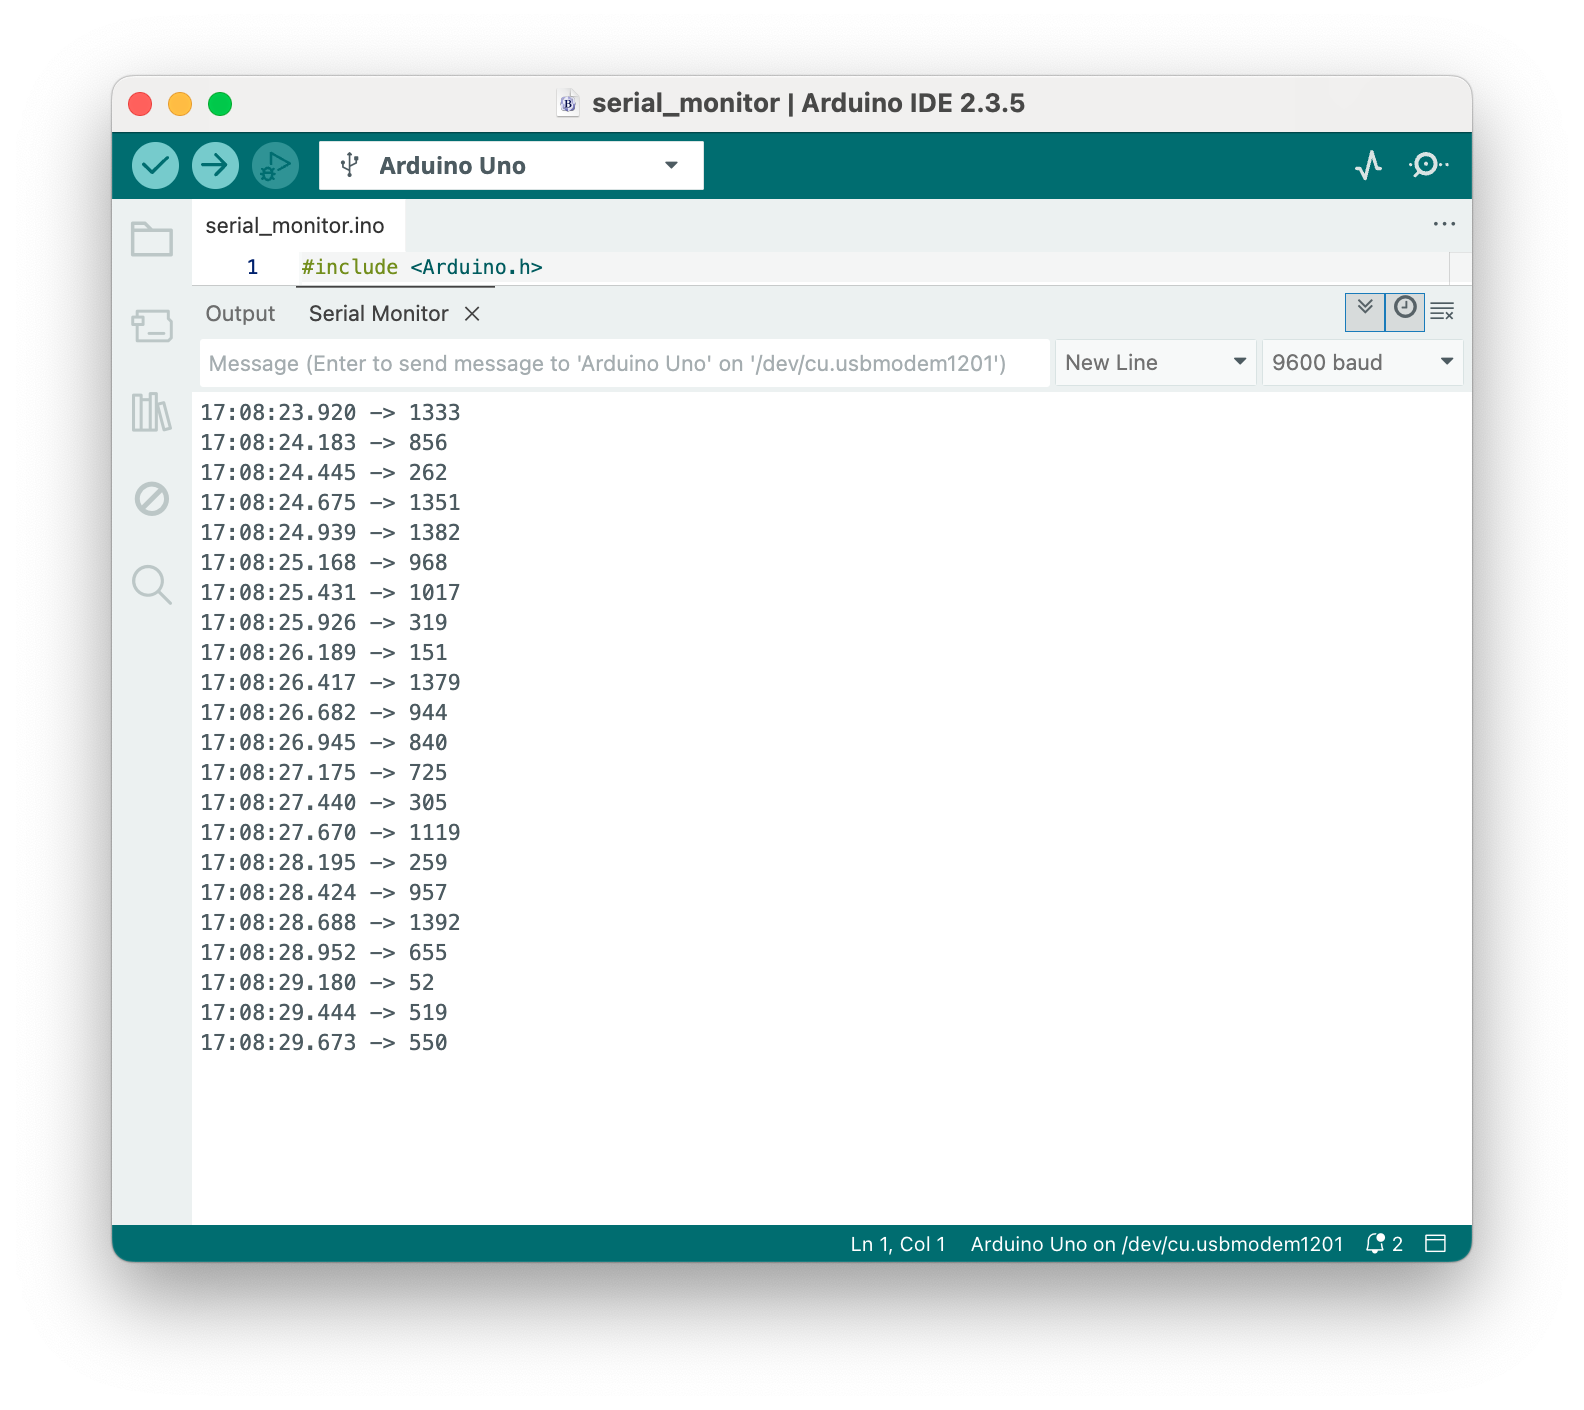 serial_monitor | Arduino IDE 2.3.5
Arduino Uno
serial_monitor.ino
1 #include <Arduino.h>
Output Serial Monitor
Message (Enter to send message to 'Arduino Uno' on '/dev/cu.usbmodem1201') New Line 9600 baud
17:08:23.920 -> 1333
17:08:24.183 -> 856
17:08:24.445 -> 262
17:08:24.675 -> 1351
17:08:24.939 -> 1382
17:08:25.168 -> 968
17:08:25.431 -> 1017
17:08:25.926 -> 319
17:08:26.189 -> 151
17:08:26.417 -> 1379
17:08:26.682 -> 944
17:08:26.945 -> 840
17:08:27.175 -> 725
17:08:27.440 -> 305
17:08:27.670 -> 1119
17:08:28.195 -> 259
17:08:28.424 -> 957
17:08:28.688 -> 1392
17:08:28.952 -> 655
17:08:29.180 -> 52
17:08:29.444 -> 519
17:08:29.673 -> 550
Ln 1, Col 1 Arduino Uno on /dev/cu.usbmodem1201 2